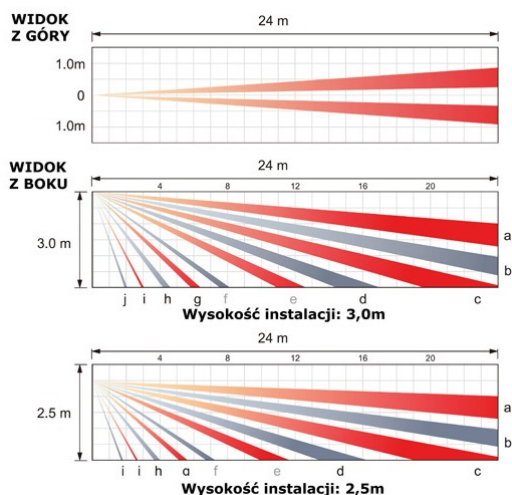 WIDOK
Z GÓRY
24 m
1.0m
0
1.0m
WIDOK
Z BOKU
24 m
4 8 12 16 20
3.0 m
a
b
j i h g f e d c
Wysokość instalacji: 3,0m
24 m
4 8 12 16 20
2.5 m
a
b
i i h a f e d c
Wysokość instalacji: 2,5m